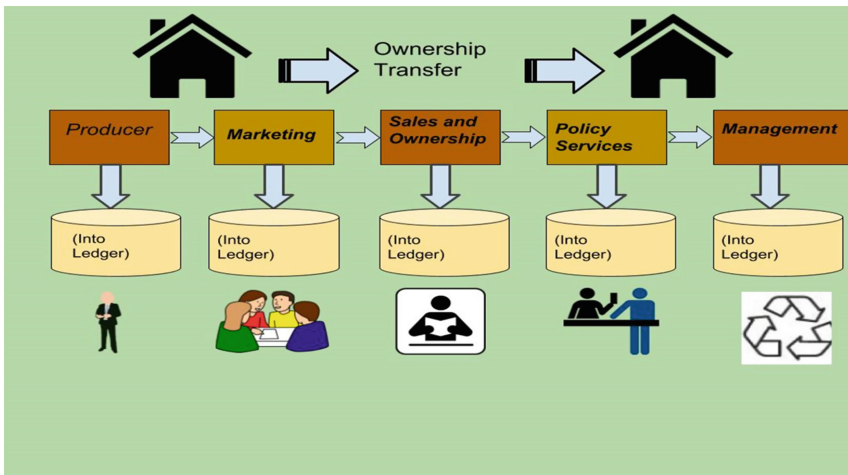 Ownership
Transfer
Producer
Marketing
Sales and
Ownership
Policy
Services
Management
(Into
Ledger)
(Into
Ledger)
(Into
Ledger)
(Into
Ledger)
(Into
Ledger)